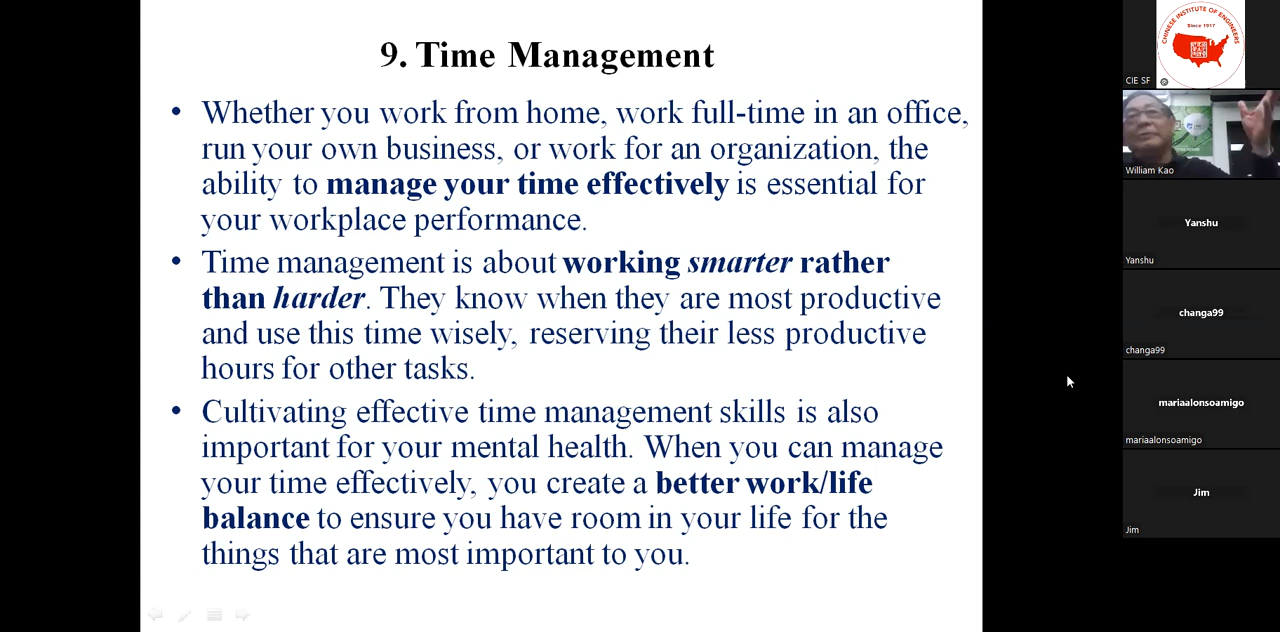 9. Time Management
• Whether you work from home, work full-time in an office,
run your own business, or work for an organization, the
ability to manage your time effectively is essential for
your workplace performance.
• Time management is about working smarter rather
than harder. They know when they are most productive
and use this time wisely, reserving their less productive
hours for other tasks.
• Cultivating effective time management skills is also
important for your mental health. When you can manage
your time effectively, you create a better work/life
balance to ensure you have room in your life for the
things that are most important to you.
CHINESE INSTITUTE OF ENGINEERS
Since 1917
CIE SF
William Kao
Yanshu
Yanshu
changa99
changa99
mariaalonsoamigo
mariaalonsoamigo
Jim
Jim